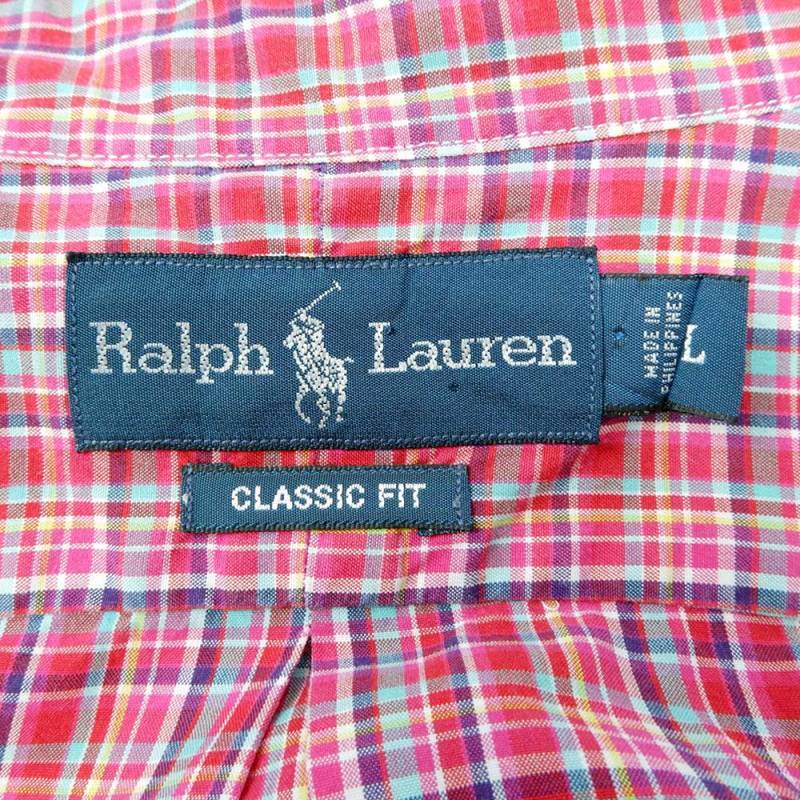 Ralph Lauren
MADE IN
PHILIPPINES
L
CLASSIC FIT